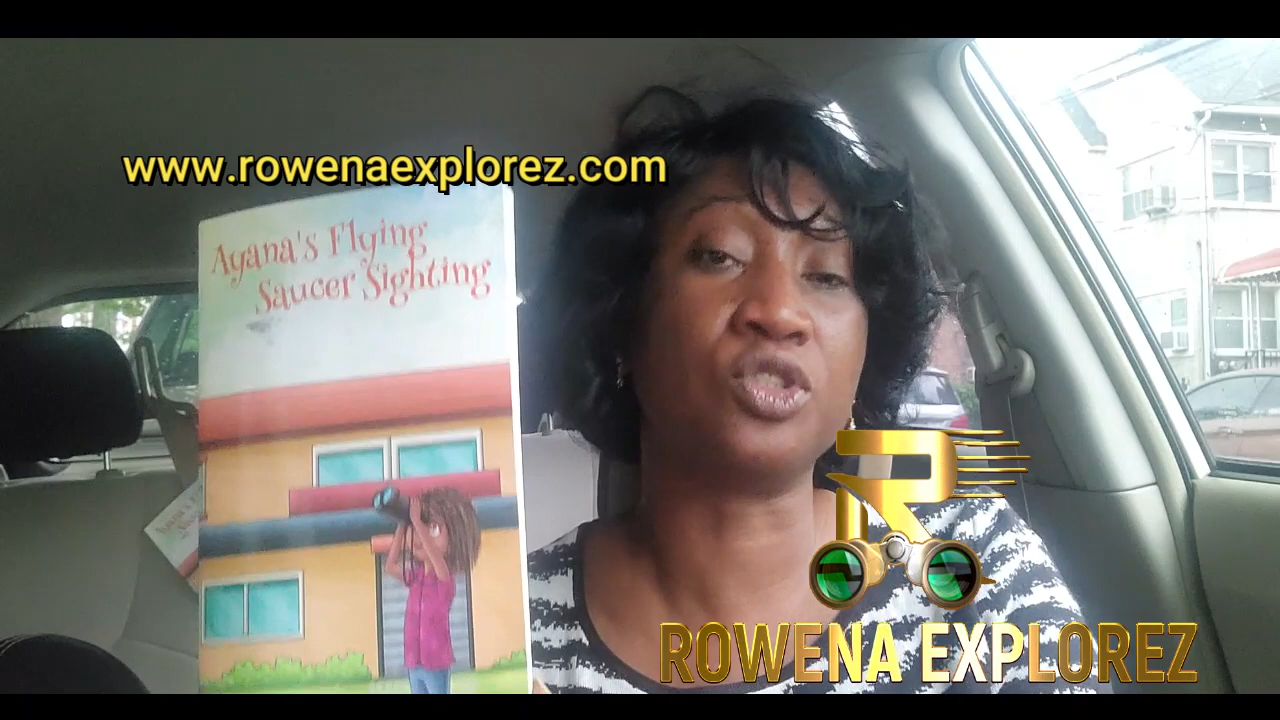 www.rowenaexplorez.com
Ayana's Flying
Saucer Sighting
R
ROWENA EXPLOREZ